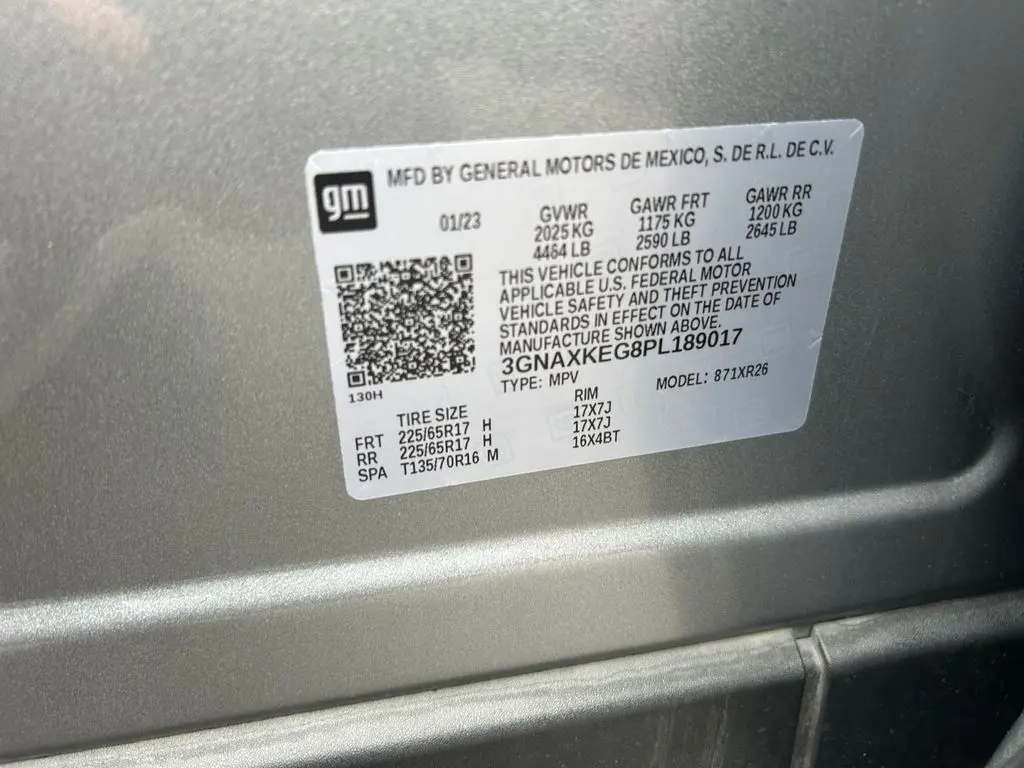 gm
MFD BY GENERAL MOTORS DE MEXICO, S. DE R.L. DE C.V.
01/23 GVWR GAWR FRT GAWR RR
2025 KG 1175 KG 1200 KG
4464 LB 2590 LB 2645 LB
THIS VEHICLE CONFORMS TO ALL
APPLICABLE U.S. FEDERAL MOTOR
VEHICLE SAFETY AND THEFT PREVENTION
STANDARDS IN EFFECT ON THE DATE OF
MANUFACTURE SHOWN ABOVE.
3GNAXKEG8PL189017
TYPE: MPV MODEL: 871XR26
130H
TIRE SIZE RIM
FRT 225/65R17 H 17X7J
RR 225/65R17 H 17X7J
SPA T135/70R16 M 16X4BT